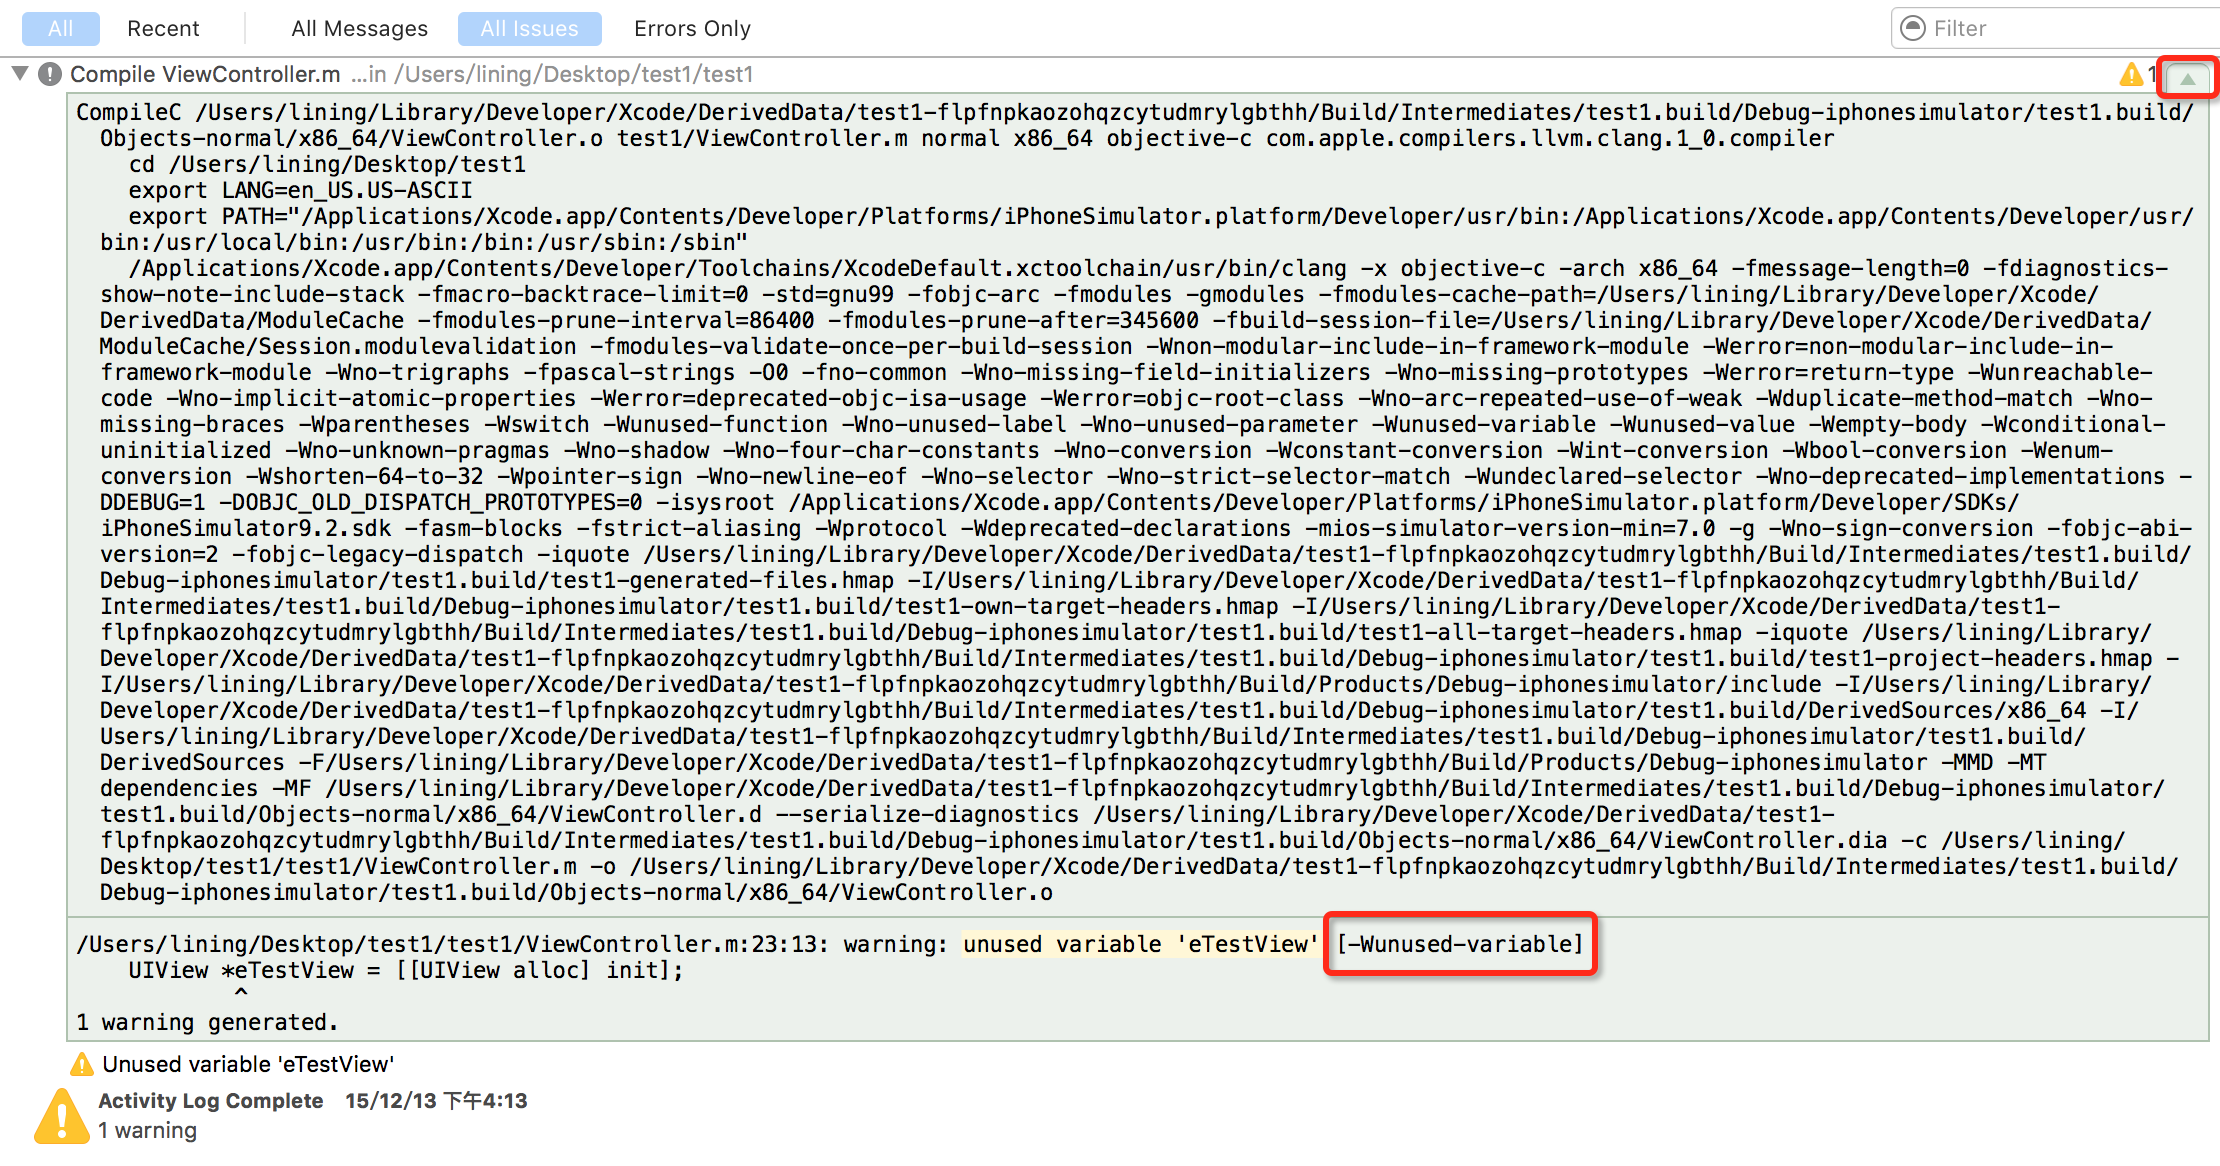 All Recent All Messages All Issues Errors Only Filter
Compile ViewController.m ...in /Users/lining/Desktop/test1/test1 1
CompileC /Users/lining/Library/Developer/Xcode/DerivedData/test1-flpfnpkaozohqzcytudmrylgbthh/Build/Intermediates/test1.build/Debug-iphonesimulator/test1.build/
Objects-normal/x86_64/ViewController.o test1/ViewController.m normal x86_64 objective-c com.apple.compilers.llvm.clang.1_0.compiler
cd /Users/lining/Desktop/test1
export LANG=en_US.US-ASCII
export PATH="/Applications/Xcode.app/Contents/Developer/Platforms/iPhoneSimulator.platform/Developer/usr/bin:/Applications/Xcode.app/Contents/Developer/usr/
bin:/usr/local/bin:/usr/bin:/bin:/usr/sbin:/sbin"
/Applications/Xcode.app/Contents/Developer/Toolchains/XcodeDefault.xctoolchain/usr/bin/clang -x objective-c -arch x86_64 -fmessage-length=0 -fdiagnostics-
show-note-include-stack -fmacro-backtrace-limit=0 -std=gnu99 -fobjc-arc -fmodules -gmodules -fmodules-cache-path=/Users/lining/Library/Developer/Xcode/
DerivedData/ModuleCache -fmodules-prune-interval=86400 -fmodules-prune-after=345600 -fbuild-session-file=/Users/lining/Library/Developer/Xcode/DerivedData/
ModuleCache/Session.modulevalidation -fmodules-validate-once-per-build-session -Wnon-modular-include-in-framework-module -Werror=non-modular-include-in-
framework-module -Wno-trigraphs -fpascal-strings -O0 -fno-common -Wno-missing-field-initializers -Wno-missing-prototypes -Werror=return-type -Wunreachable-
code -Wno-implicit-atomic-properties -Werror=deprecated-objc-isa-usage -Werror=objc-root-class -Wno-arc-repeated-use-of-weak -Wduplicate-method-match -Wno-
missing-braces -Wparentheses -Wswitch -Wunused-function -Wno-unused-label -Wno-unused-parameter -Wunused-variable -Wunused-value -Wempty-body -Wconditional-
uninitialized -Wno-unknown-pragmas -Wno-shadow -Wno-four-char-constants -Wno-conversion -Wconstant-conversion -Wint-conversion -Wbool-conversion -Wenum-
conversion -Wshorten-64-to-32 -Wpointer-sign -Wno-newline-eof -Wno-selector -Wno-strict-selector-match -Wundeclared-selector -Wno-deprecated-implementations -
DDEBUG=1 -DOBJC_OLD_DISPATCH_PROTOTYPES=0 -isysroot /Applications/Xcode.app/Contents/Developer/Platforms/iPhoneSimulator.platform/Developer/SDKs/
iPhoneSimulator9.2.sdk -fasm-blocks -fstrict-aliasing -Wprotocol -Wdeprecated-declarations -mios-simulator-version-min=7.0 -g -Wno-sign-conversion -fobjc-abi-
version=2 -fobjc-legacy-dispatch -iquote /Users/lining/Library/Developer/Xcode/DerivedData/test1-flpfnpkaozohqzcytudmrylgbthh/Build/Intermediates/test1.build/
Debug-iphonesimulator/test1.build/test1-generated-files.hmap -I/Users/lining/Library/Developer/Xcode/DerivedData/test1-flpfnpkaozohqzcytudmrylgbthh/Build/
Intermediates/test1.build/Debug-iphonesimulator/test1.build/test1-own-target-headers.hmap -I/Users/lining/Library/Developer/Xcode/DerivedData/test1-
flpfnpkaozohqzcytudmrylgbthh/Build/Intermediates/test1.build/Debug-iphonesimulator/test1.build/test1-all-target-headers.hmap -iquote /Users/lining/Library/
Developer/Xcode/DerivedData/test1-flpfnpkaozohqzcytudmrylgbthh/Build/Intermediates/test1.build/Debug-iphonesimulator/test1.build/test1-project-headers.hmap -
I/Users/lining/Library/Developer/Xcode/DerivedData/test1-flpfnpkaozohqzcytudmrylgbthh/Build/Products/Debug-iphonesimulator/include -I/Users/lining/Library/
Developer/Xcode/DerivedData/test1-flpfnpkaozohqzcytudmrylgbthh/Build/Intermediates/test1.build/Debug-iphonesimulator/test1.build/DerivedSources/x86_64 -I/
Users/lining/Library/Developer/Xcode/DerivedData/test1-flpfnpkaozohqzcytudmrylgbthh/Build/Intermediates/test1.build/Debug-iphonesimulator/test1.build/
DerivedSources -F/Users/lining/Library/Developer/Xcode/DerivedData/test1-flpfnpkaozohqzcytudmrylgbthh/Build/Products/Debug-iphonesimulator -MMD -MT
dependencies -MF /Users/lining/Library/Developer/Xcode/DerivedData/test1-flpfnpkaozohqzcytudmrylgbthh/Build/Intermediates/test1.build/Debug-iphonesimulator/
test1.build/Objects-normal/x86_64/ViewController.d --serialize-diagnostics /Users/lining/Library/Developer/Xcode/DerivedData/test1-
flpfnpkaozohqzcytudmrylgbthh/Build/Intermediates/test1.build/Debug-iphonesimulator/test1.build/Objects-normal/x86_64/ViewController.dia -c /Users/lining/
Desktop/test1/test1/ViewController.m -o /Users/lining/Library/Developer/Xcode/DerivedData/test1-flpfnpkaozohqzcytudmrylgbthh/Build/Intermediates/test1.build/
Debug-iphonesimulator/test1.build/Objects-normal/x86_64/ViewController.o
/Users/lining/Desktop/test1/test1/ViewController.m:23:13: warning: unused variable 'eTestView' [-Wunused-variable]
UIView *eTestView = [[UIView alloc] init];
^
1 warning generated.
Unused variable 'eTestView'
Activity Log Complete 15/12/13 下午4:13
1 warning